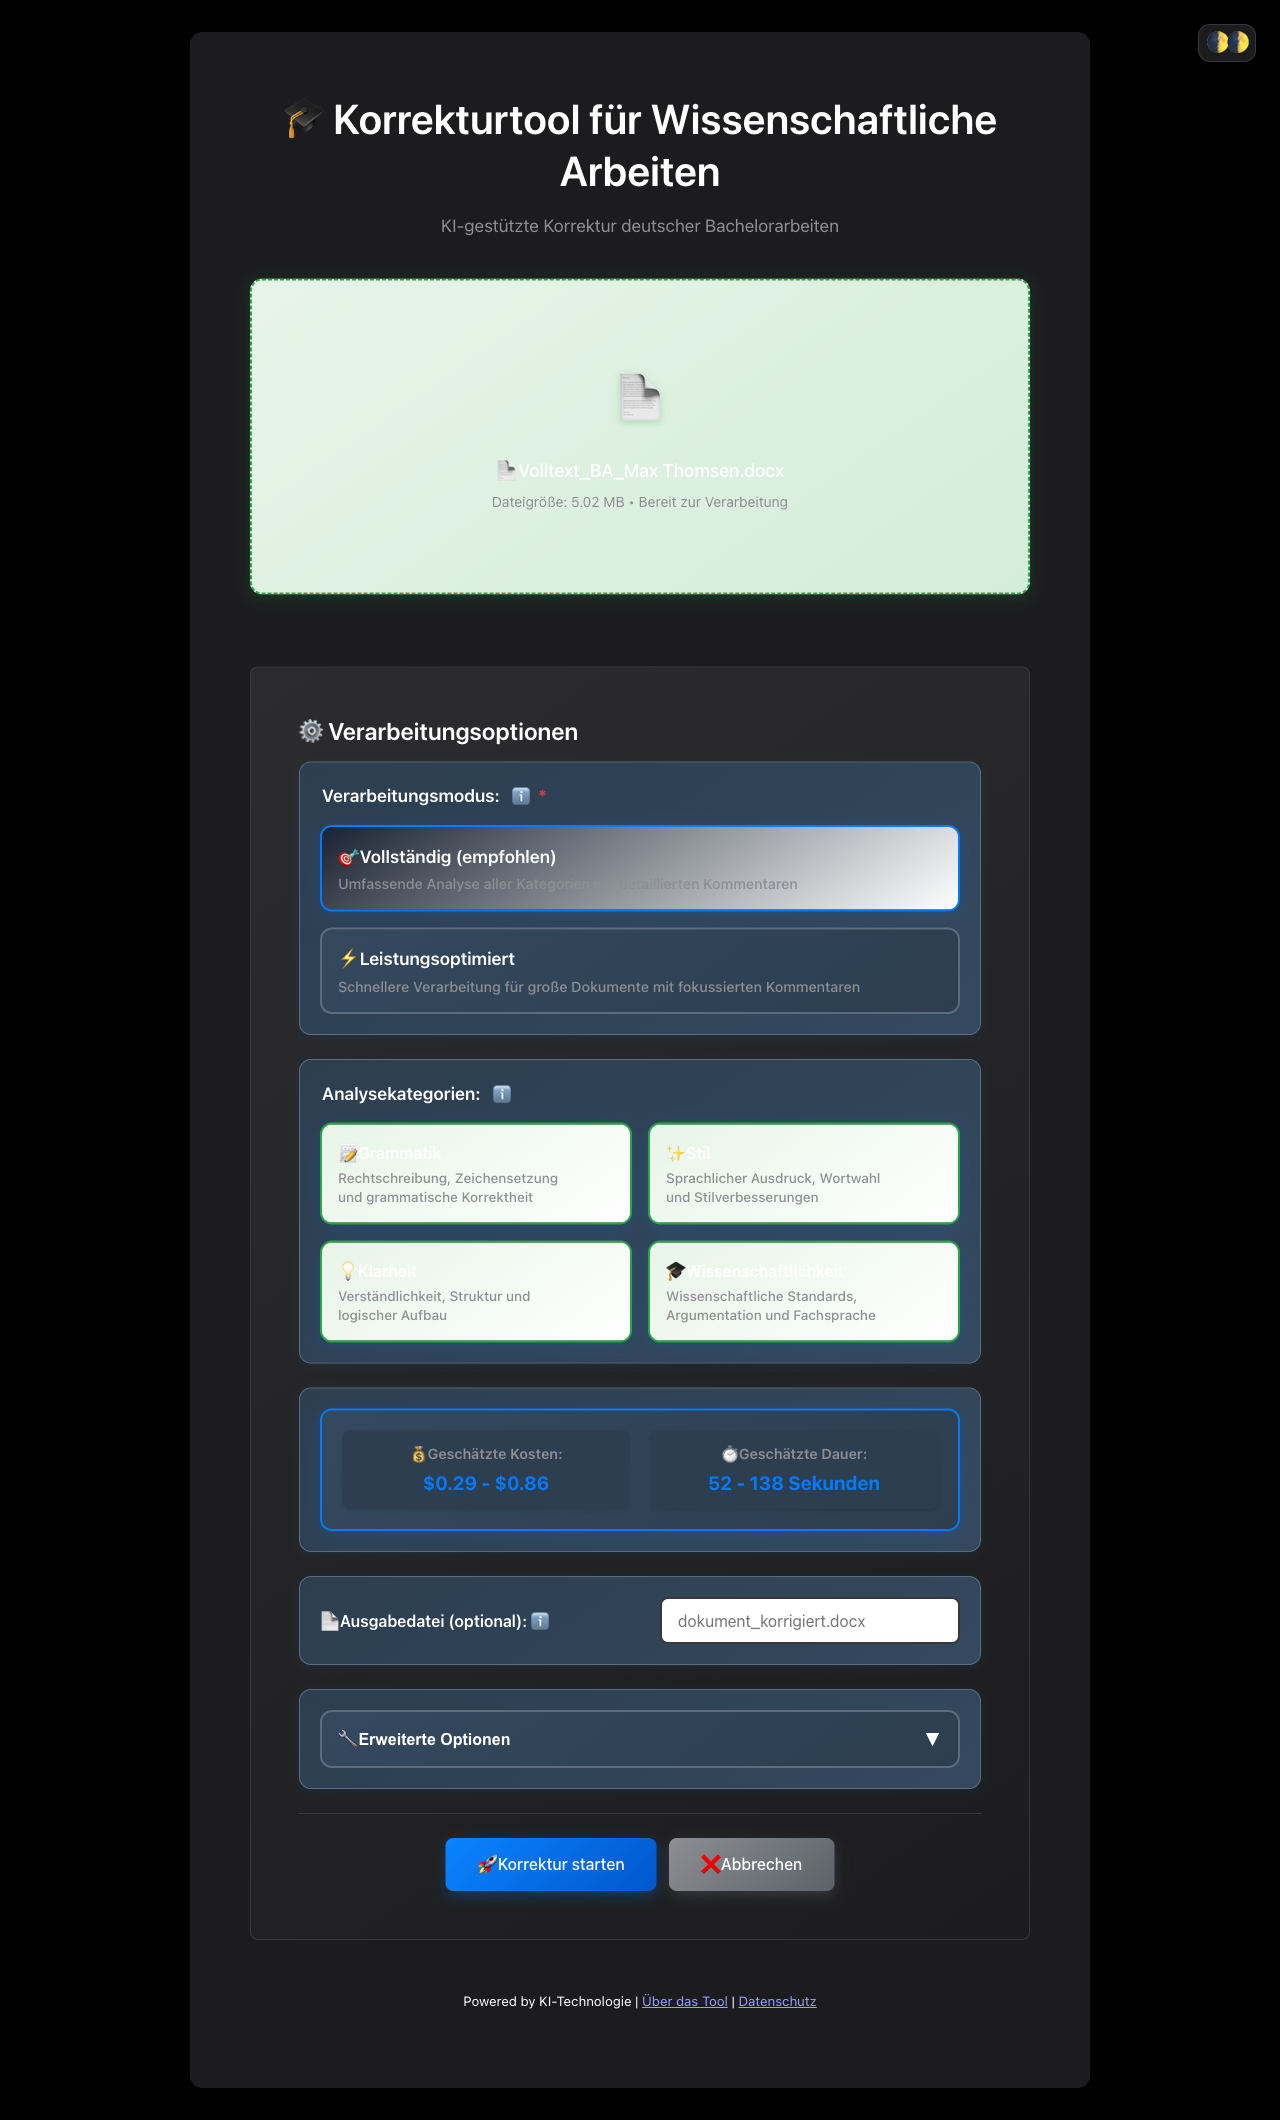 Korrekturtool für Wissenschaftliche
Arbeiten
KI-gestützte Korrektur deutscher Bachelorarbeiten
Volltext_BA_Max Thomsen.docx
Dateigröße: 5.02 MB • Bereit zur Verarbeitung
Verarbeitungsoptionen
Verarbeitungsmodus: ℹ️ *
Vollständig (empfohlen)
Umfassende Analyse aller Kategorien detaillierten Kommentaren
Leistungsoptimiert
Schnellere Verarbeitung für große Dokumente mit fokussierten Kommentaren
Analysekategorien: ℹ️
Grammatik
Rechtschreibung, Zeichensetzung
und grammatische Korrektheit
Stil
Sprachlicher Ausdruck, Wortwahl
und Stilverbesserungen
Klarheit
Verständlichkeit, Struktur und
logischer Aufbau
Wissenschaftlichkeit
Wissenschaftliche Standards,
Argumentation und Fachsprache
Geschätzte Kosten:
$0.29 - $0.86
Geschätzte Dauer:
52 - 138 Sekunden
Ausgabedatei (optional): ℹ️
dokument_korrigiert.docx
Erweiterte Optionen ▼
Korrektur starten
Abbrechen
Powered by KI-Technologie | Über das Tool | Datenschutz